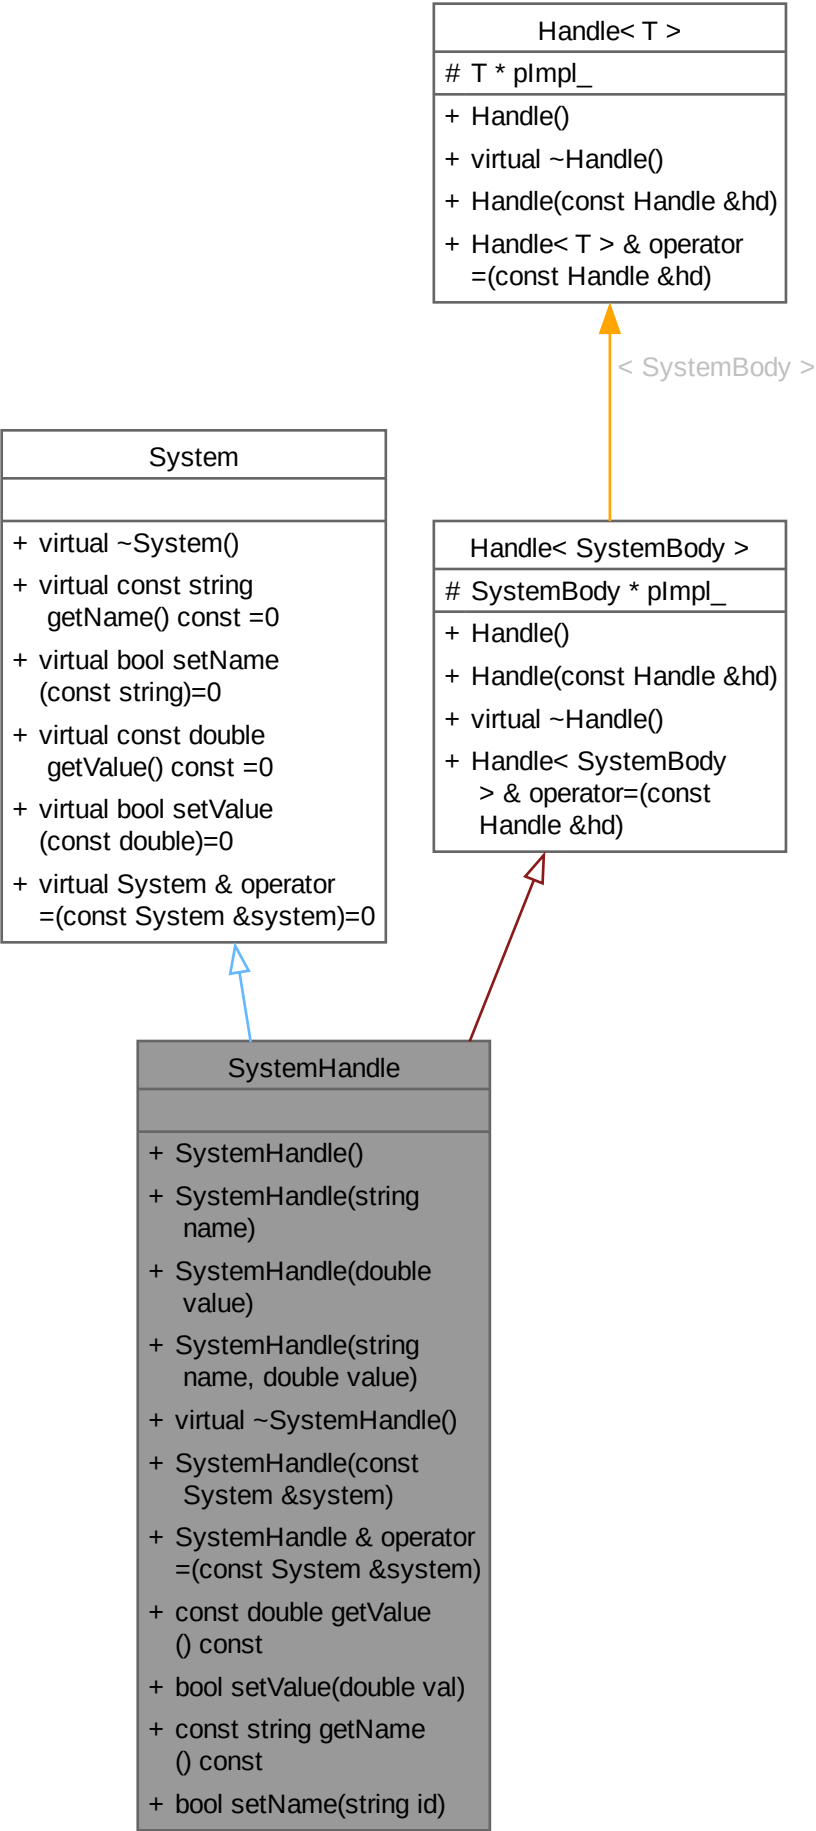 Handle< T >
# T * pImpl_
+ Handle()
+ virtual ~Handle()
+ Handle(const Handle &hd)
+ Handle< T > & operator
=(const Handle &hd)
< SystemBody >
System
+ virtual ~System()
+ virtual const string
getName() const =0
+ virtual bool setName
(const string)=0
+ virtual const double
getValue() const =0
+ virtual bool setValue
(const double)=0
+ virtual System & operator
=(const System &system)=0
Handle< SystemBody >
# SystemBody * pImpl_
+ Handle()
+ Handle(const Handle &hd)
+ virtual ~Handle()
+ Handle< SystemBody
> & operator=(const
Handle &hd)
SystemHandle
+ SystemHandle()
+ SystemHandle(string
name)
+ SystemHandle(double
value)
+ SystemHandle(string
name, double value)
+ virtual ~SystemHandle()
+ SystemHandle(const
System &system)
+ SystemHandle & operator
=(const System &system)
+ const double getValue
() const
+ bool setValue(double val)
+ const string getName
() const
+ bool setName(string id)